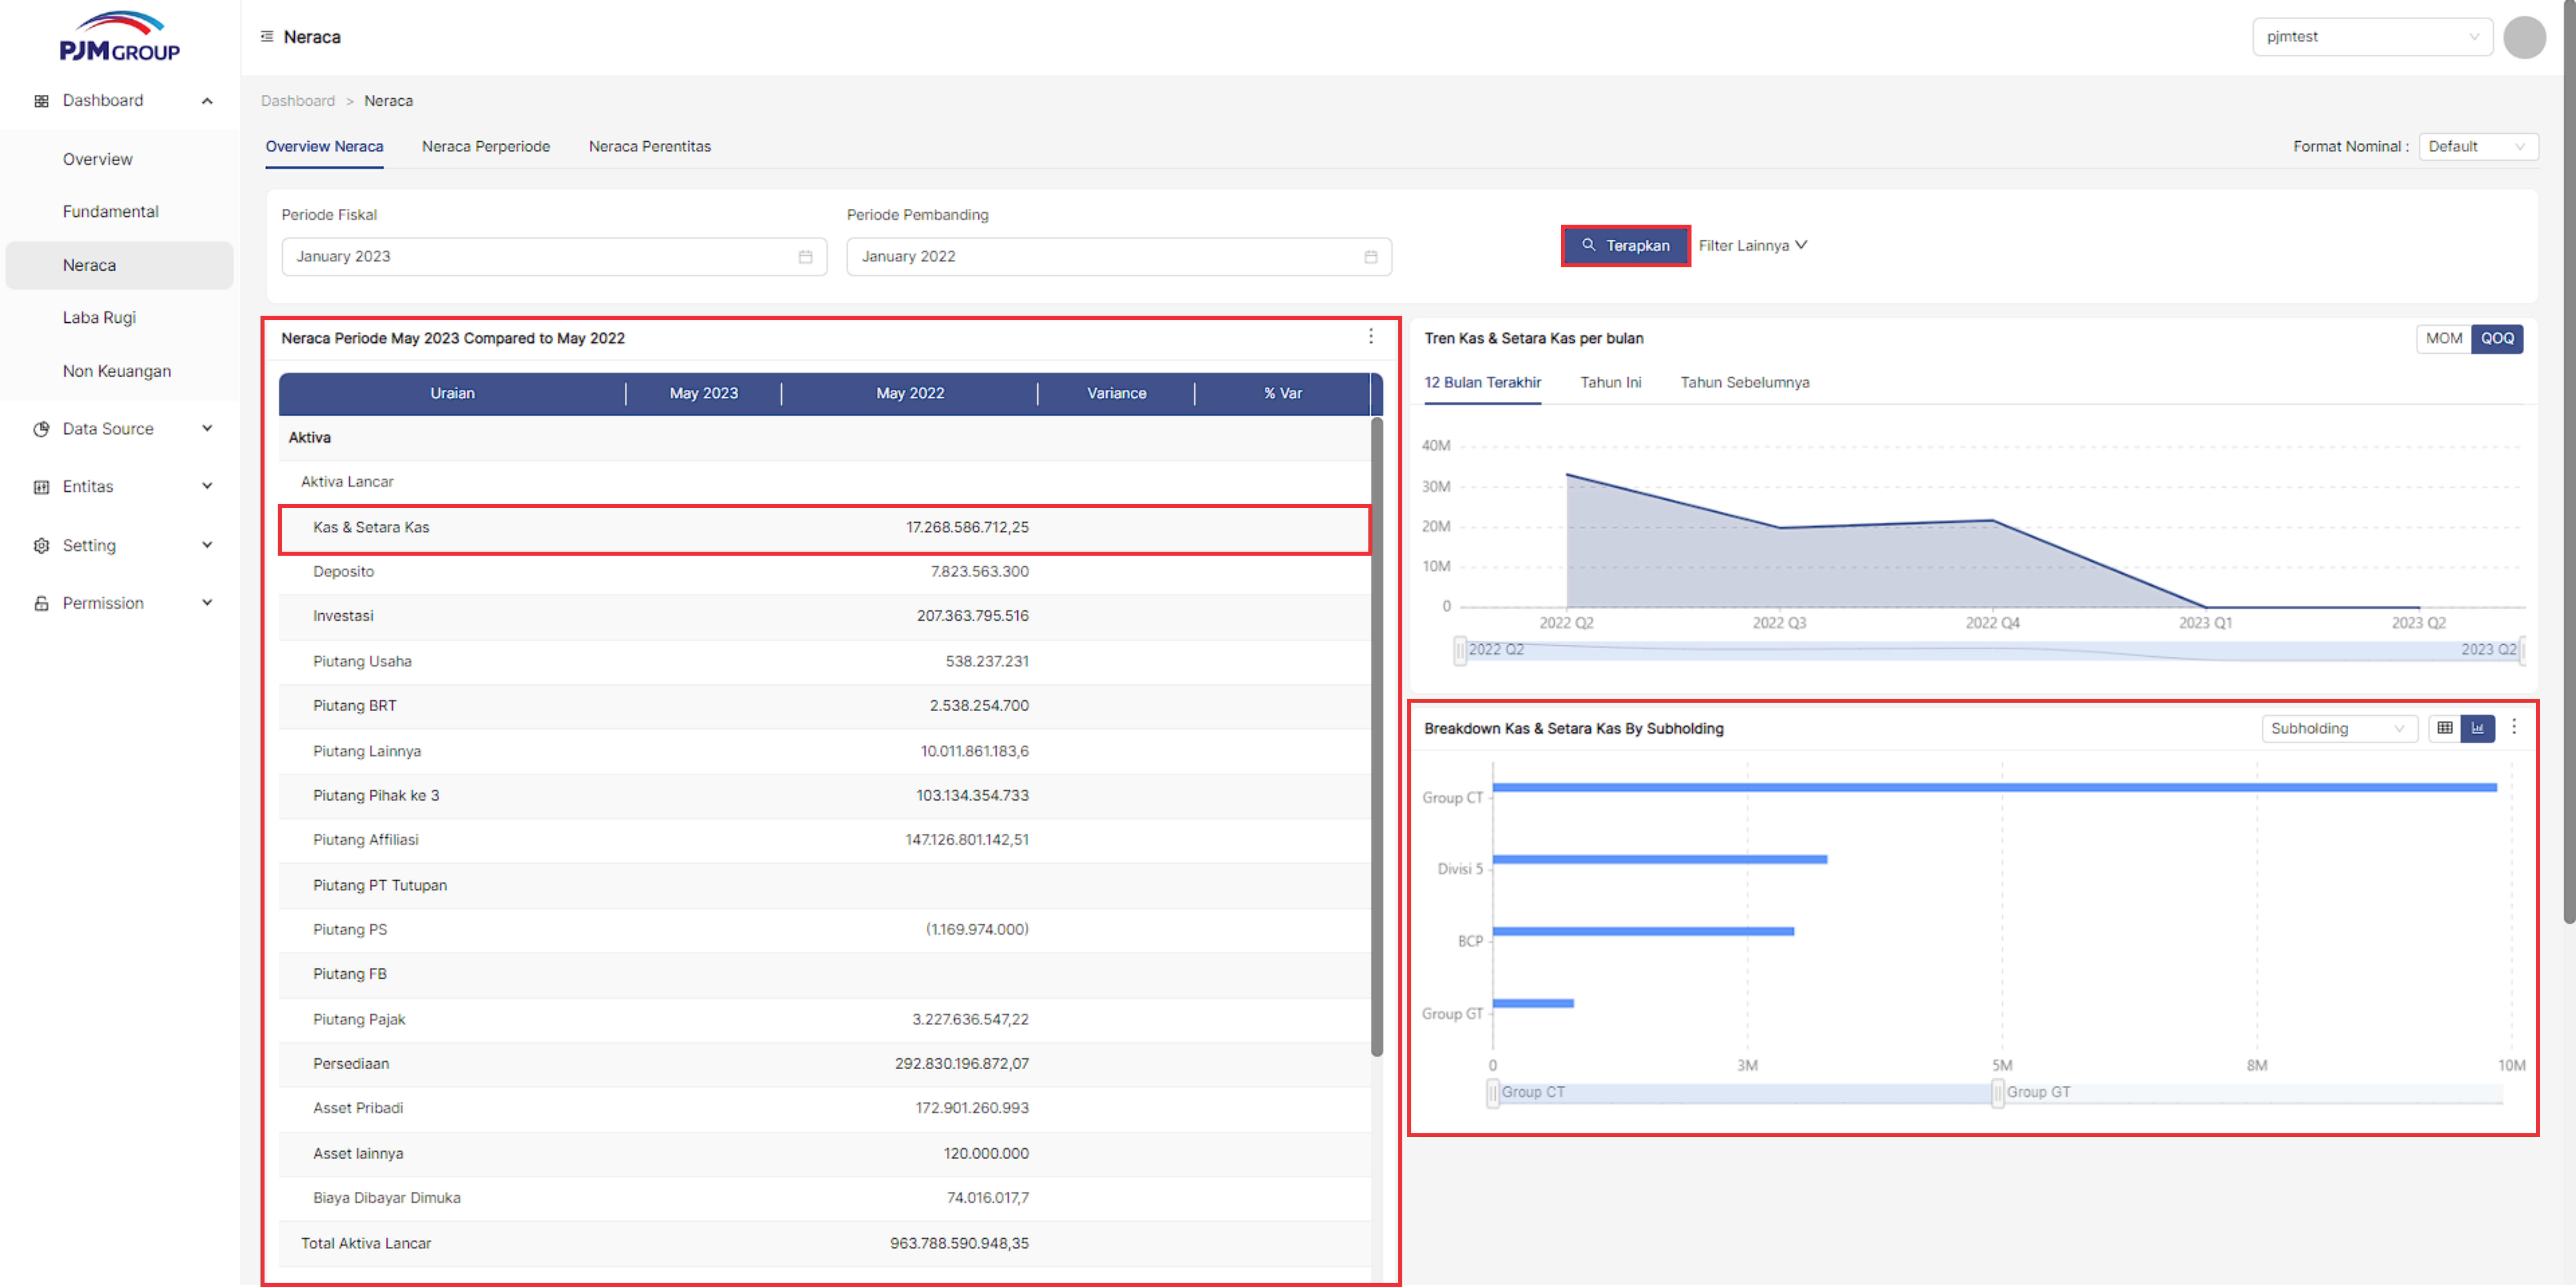 PJM GROUP
Neraca
pjmtest
Dashboard
Overview
Fundamental
Neraca
Laba Rugi
Non Keuangan
Data Source
Entitas
Setting
Permission
Dashboard > Neraca
Overview Neraca Neraca Perperiode Neraca Perentitas
Format Nominal : Default
Periode Fiskal
January 2023
Periode Pembanding
January 2022
Terapkan
Filter Lainnya
Neraca Periode May 2023 Compared to May 2022
Uraian May 2023 May 2022 Variance % Var
Aktiva
Aktiva Lancar
Kas & Setara Kas 17.268.586.712,25
Deposito 7.823.563.300
Investasi 207.363.795.516
Piutang Usaha 538.237.231
Piutang BRT 2.538.254.700
Piutang Lainnya 10.011.861.183,6
Piutang Pihak ke 3 103.134.354.733
Piutang Affiliasi 147.126.801.142,51
Piutang PT Tutupan
Piutang PS (1.169.974.000)
Piutang FB
Piutang Pajak 3.227.636.547,22
Persediaan 292.830.196.872,07
Asset Pribadi 172.901.260.993
Asset lainnya 120.000.000
Biaya Dibayar Dimuka 74.016.017,7
Total Aktiva Lancar 963.788.590.948,35
Tren Kas & Setara Kas per bulan
MOM QOQ
12 Bulan Terakhir Tahun Ini Tahun Sebelumnya
40M
30M
20M
10M
0
2022 Q2 2022 Q3 2022 Q4 2023 Q1 2023 Q2
2022 Q2 2023 Q2
Breakdown Kas & Setara Kas By Subholding
Subholding
Group CT
Divisi 5
BCP
Group GT
0 3M 5M 8M 10M
Group CT Group GT